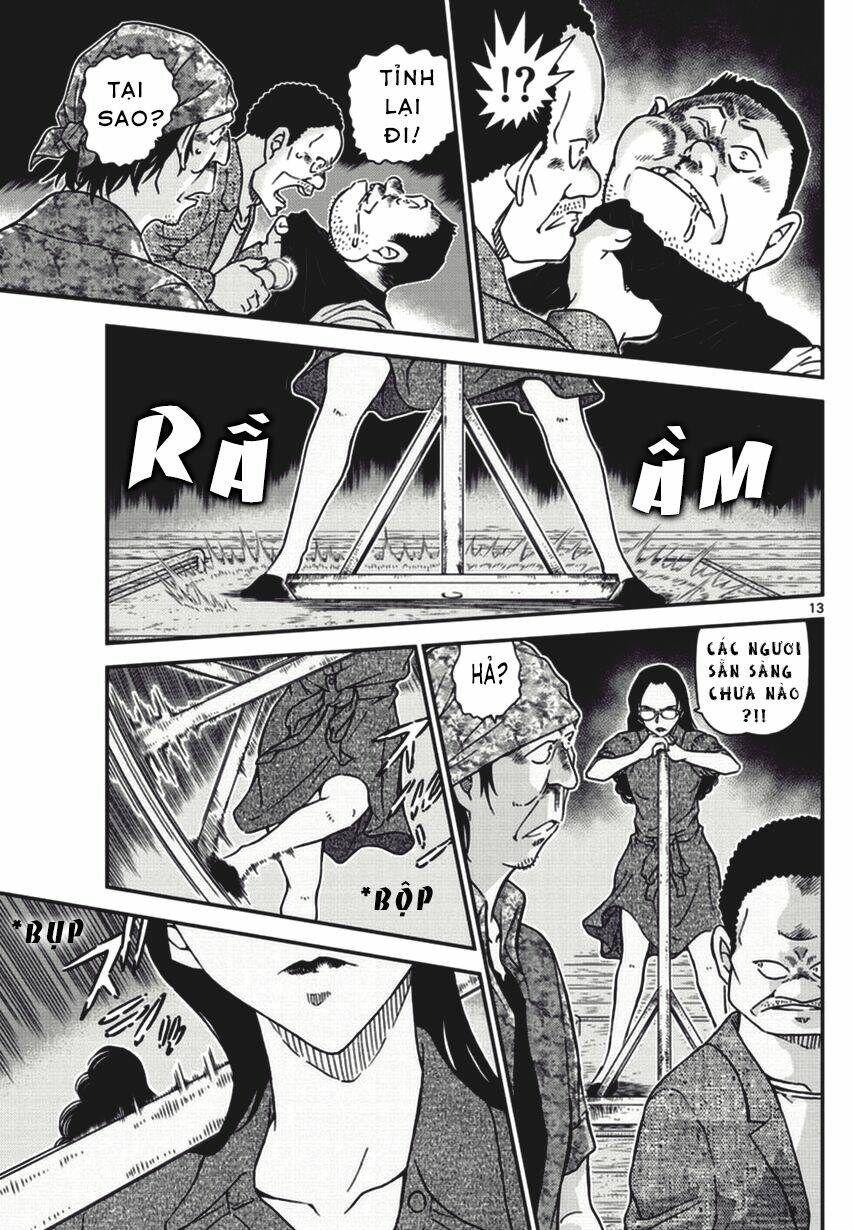 !?
TỈNH
LẠI
ĐI!
TẠI
SAO?
RẦ ẦM
13
CÁC NGƯƠI
SẴN SÀNG
CHƯA NÀO
?!!
HẢ?
*BỘP
*BỤP